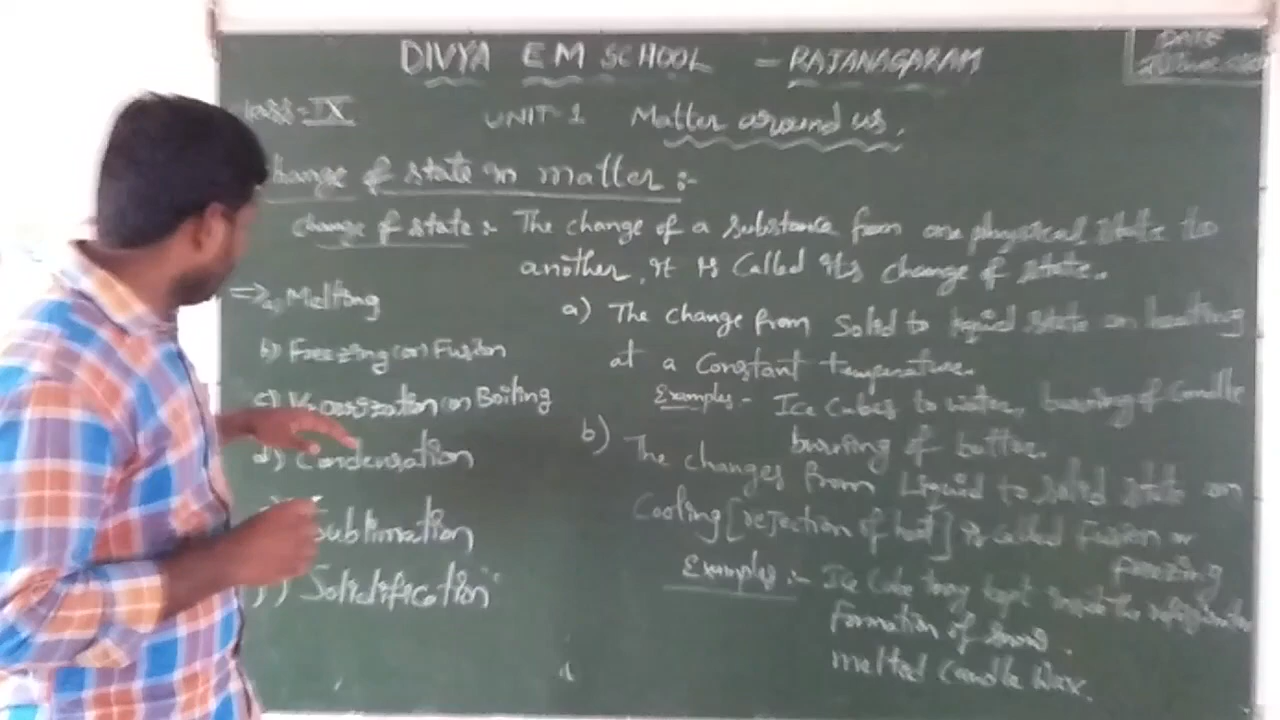 DIVYA E M SCHOOL - RAJANAGARAM
DATE
class - IX
UNIT-1 Matter around us.
change of state in matter :-
change of state :- The change of a substance from one physical state to
another, it is called its change of state.
=> a) Melting
b) Freezing (or) Fusion
c) Vaporization (or) Boiling
d) Condensation
Sublimation
) Solidification
a) The change from Solid to liquid state on heating
at a Constant temperature.
Examples - Ice Cubes to water, burning of Candle
burning of butter.
b) The changes from Liquid to solid state on
Cooling [rejection of heat] is called Fusion or
freezing
Examples :- Ice Cube tray kept the refrigerator
Formation of snow.
melted Candle Wax.